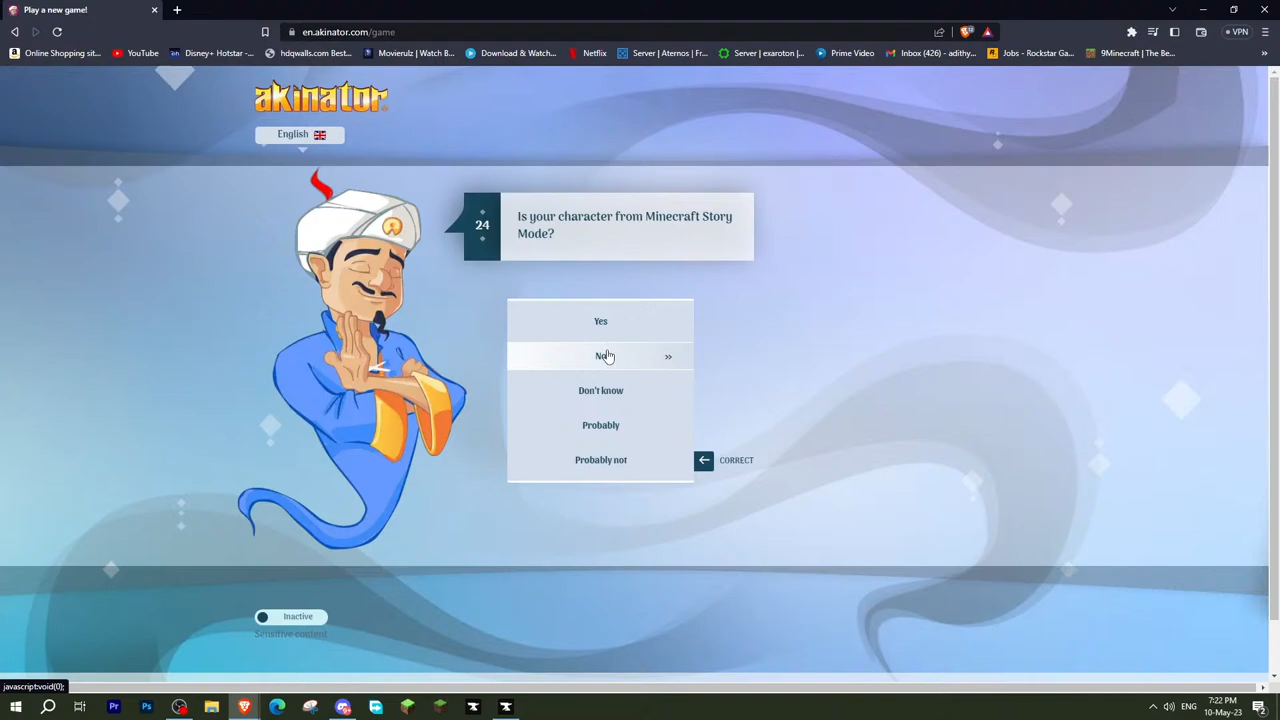 Play a new game!
en.akinator.com/game
VPN
Online Shopping ...
YouTube
Disney+ Hotstar -...
hdqwalls.com Best...
Movierulz | Watch B...
Download & Watch...
Netflix
Server | Aternos | Fr...
Server | exaroton | ...
Prime Video
Inbox (426) - adithy...
Jobs - Rockstar Ga...
9Minecraft | The Be...
akinator
English
24
Is your character from Minecraft Story
Mode?
Yes
No
Don't know
Probably
Probably not
CORRECT
Inactive
Sensitive content
javascript:void(0);
Pr
Ps
ENG
7:22 PM
10-May-23
2